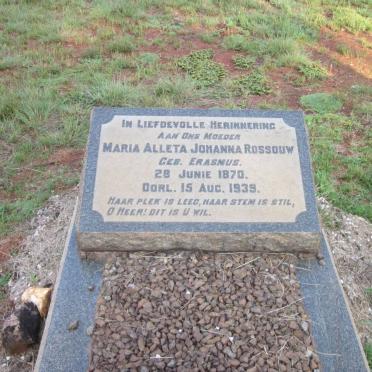 In Liefdevolle Herinnering
Aan Ons Moeder
Maria Alleta Johanna Rossouw
Geb. Erasmus.
28 Junie 1870.
Oorl. 15 Aug. 1939.
Haar plek is leeg, haar stem is stil,
O Heer! dit is U wil.